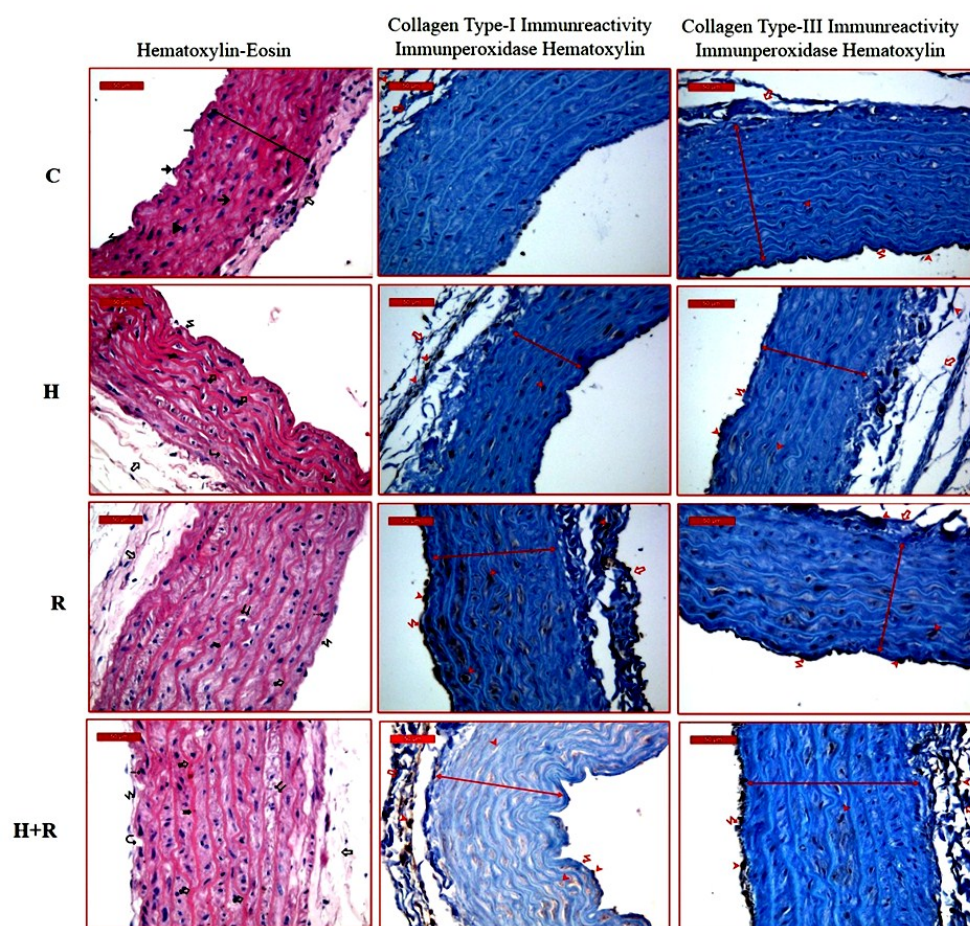 Hematoxylin-Eosin
Collagen Type-I Immunreactivity
Immunperoxidase Hematoxylin
Collagen Type-III Immunreactivity
Immunperoxidase Hematoxylin
C
H
R
H+R